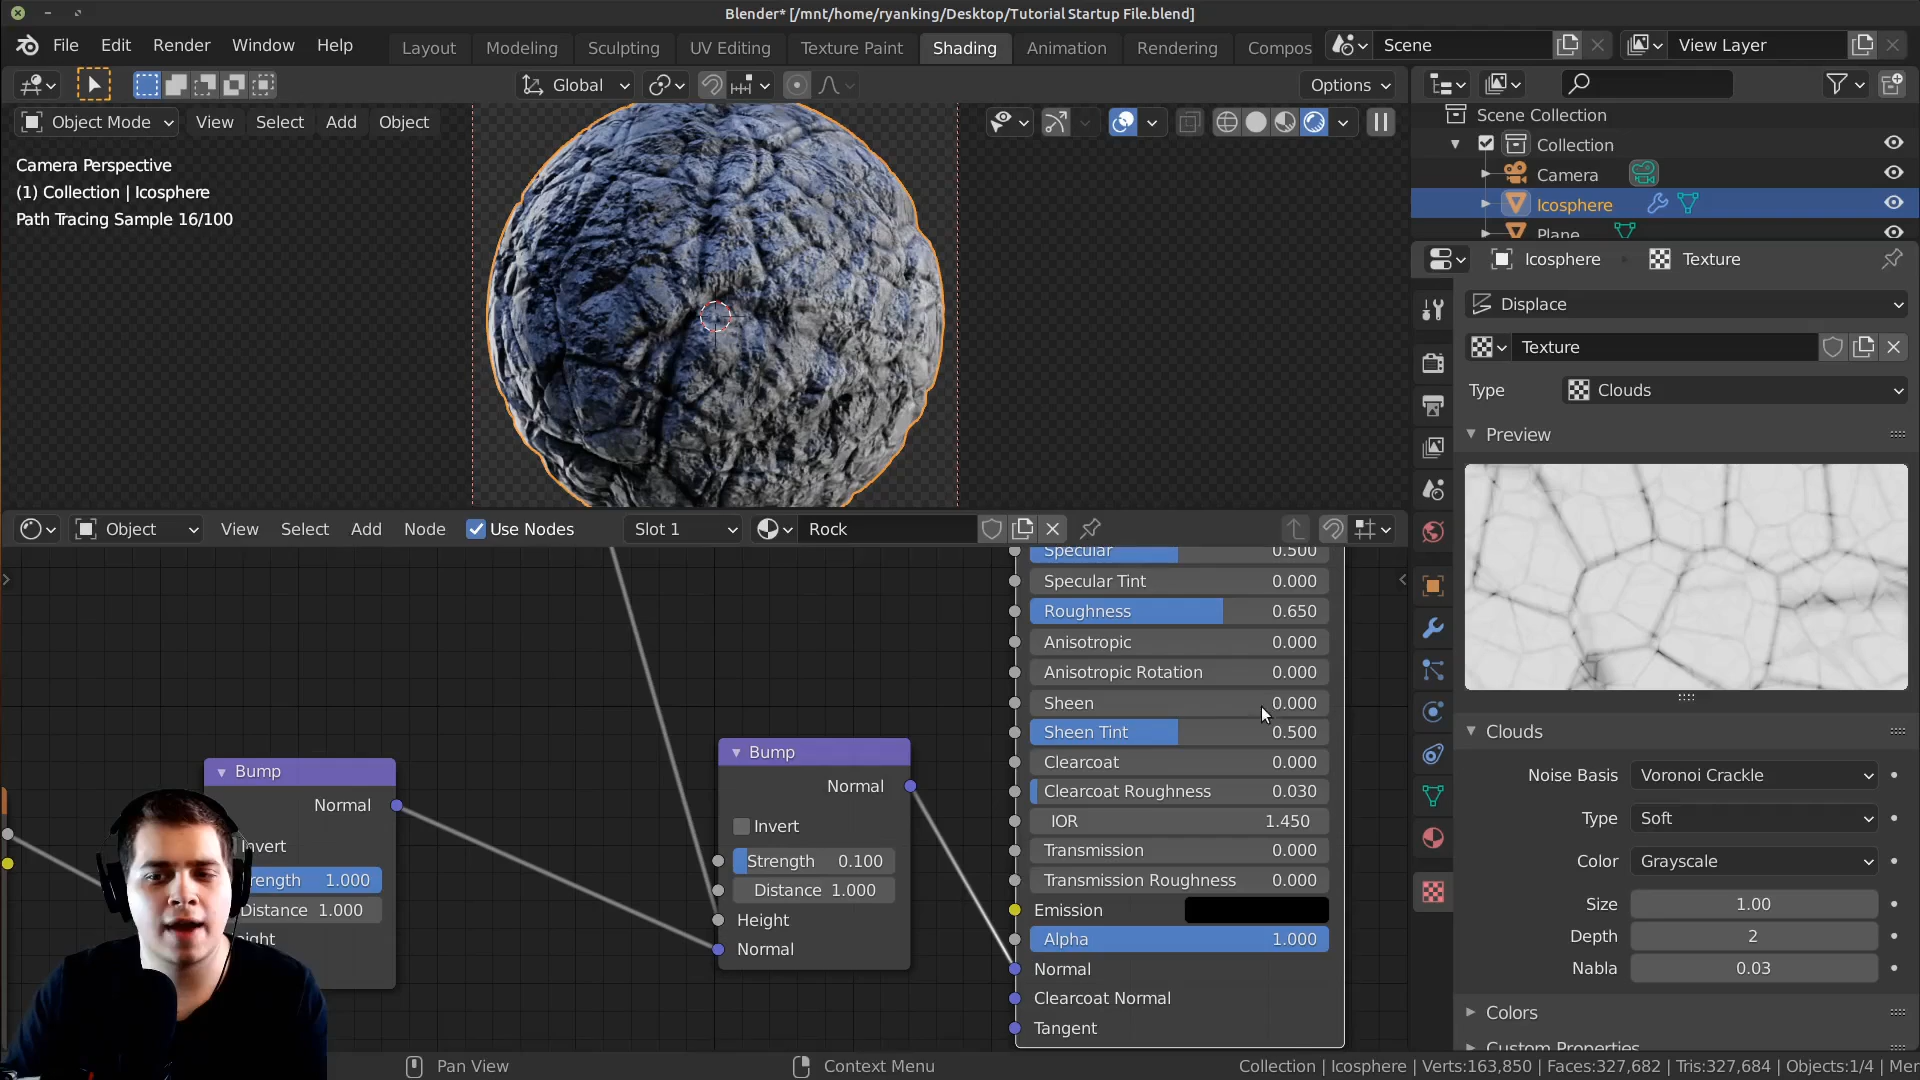 Blender* [/mnt/home/ryanking/Desktop/Tutorial Startup File.blend]
File Edit Render Window Help Layout Modeling Sculpting UV Editing Texture Paint Shading Animation Rendering Compos Scene View Layer
Global Options
Object Mode View Select Add Object
Camera Perspective
(1) Collection | Icosphere
Path Tracing Sample 16/100
Scene Collection
Collection
Camera
Icosphere
Plane
Icosphere Texture
Displace
Texture
Type Clouds
Preview
Clouds
Noise Basis Voronoi Crackle
Type Soft
Color Grayscale
Size 1.00
Depth 2
Nabla 0.03
Colors
Custom Properties
Object View Select Add Node Use Nodes Slot 1 Rock
Specular 0.500
Specular Tint 0.000
Roughness 0.650
Anisotropic 0.000
Anisotropic Rotation 0.000
Sheen 0.000
Sheen Tint 0.500
Clearcoat 0.000
Clearcoat Roughness 0.030
IOR 1.450
Transmission 0.000
Transmission Roughness 0.000
Emission
Alpha 1.000
Normal
Clearcoat Normal
Tangent
Bump
Normal
Invert
Strength 0.100
Distance 1.000
Height
Normal
Bump
Normal
Invert
rength 1.000
Distance 1.000
eight
Pan View Context Menu Collection | Icosphere | Verts:163,850 | Faces:327,682 | Tris:327,684 | Objects:1/4 | Mer